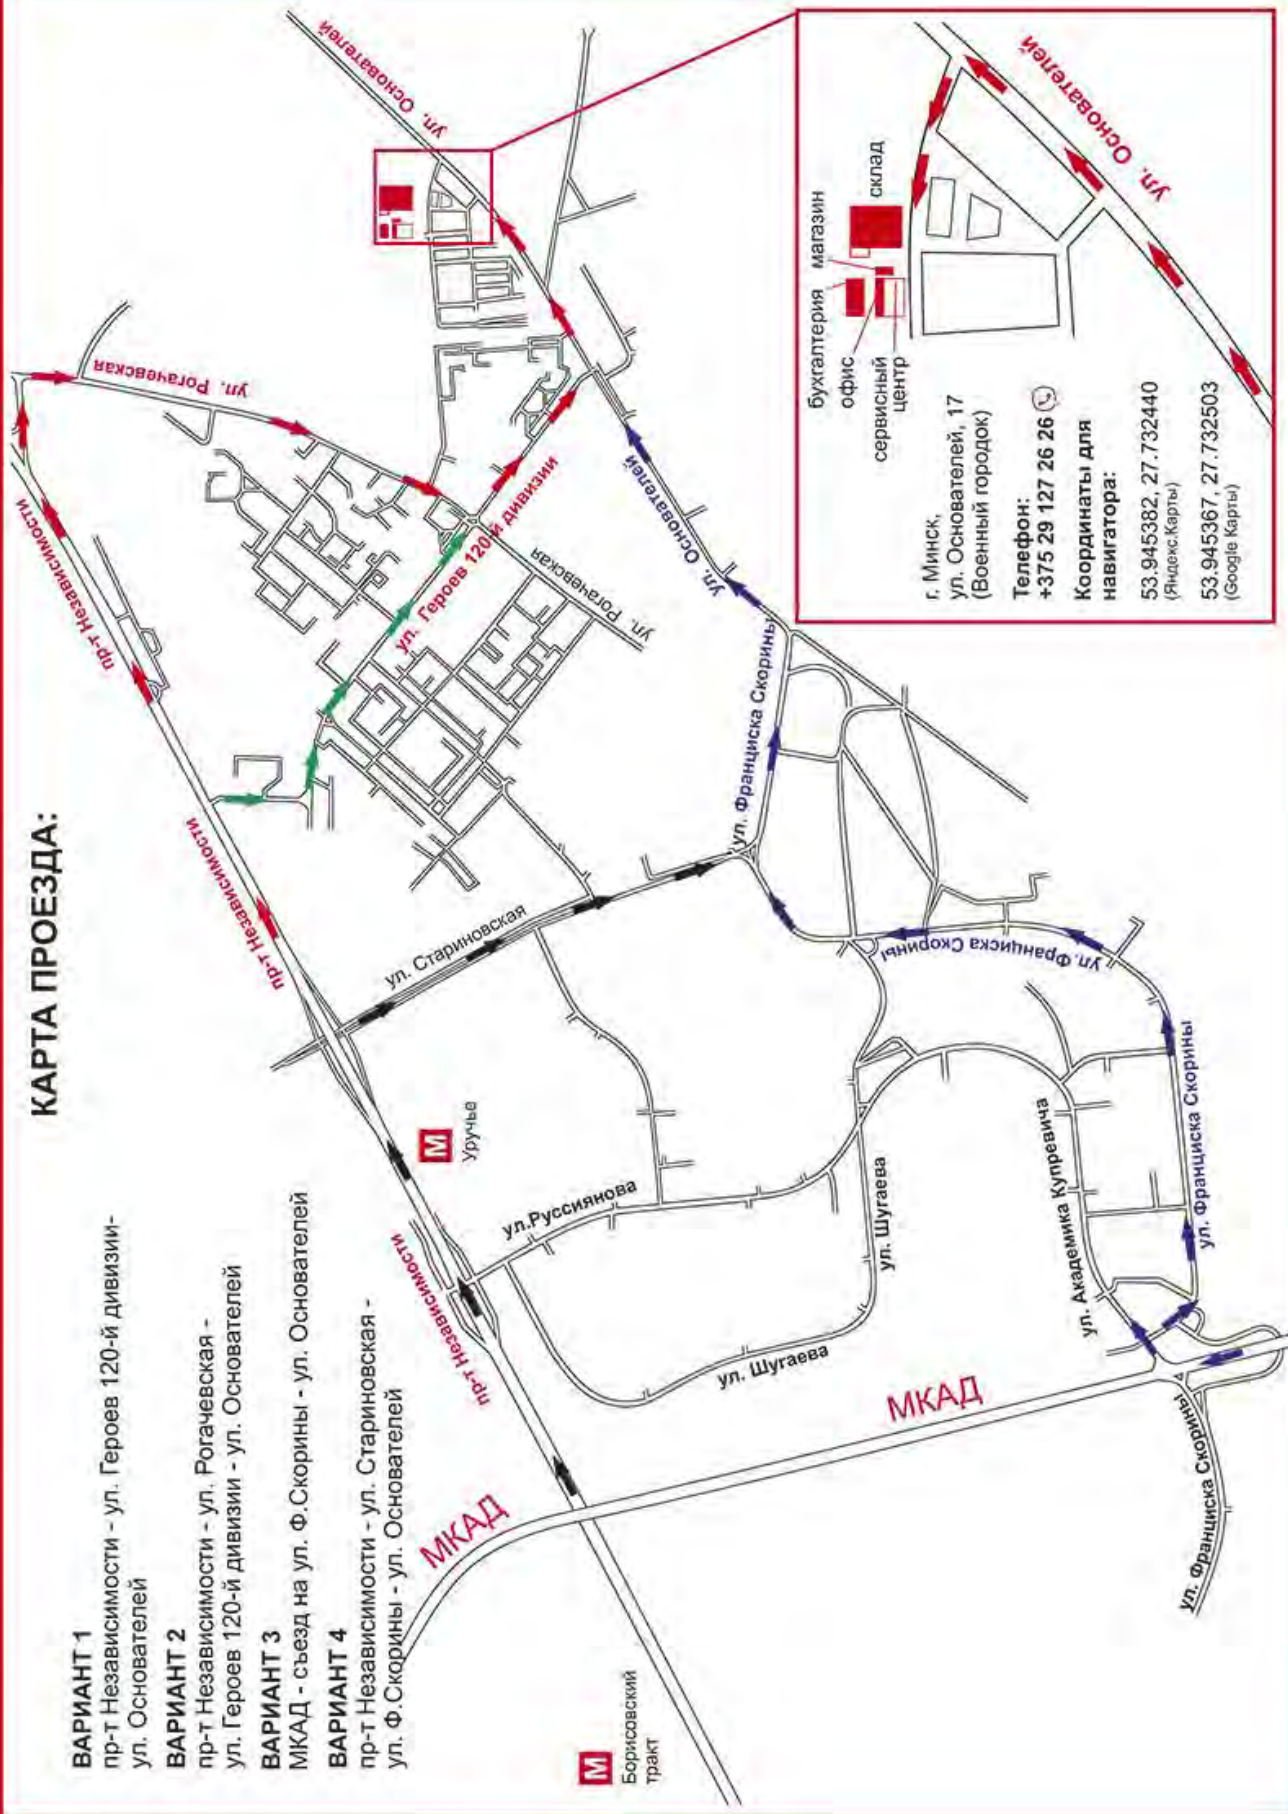 КАРТА ПРОЕЗДА:
ВАРИАНТ 1
пр-т Независимости - ул. Героев 120-й дивизии-
ул. Основателей
ВАРИАНТ 2
пр-т Независимости - ул. Рогачевская -
ул. Героев 120-й дивизии - ул. Основателей
ВАРИАНТ 3
МКАД - съезд на ул. Ф.Скорины - ул. Основателей
ВАРИАНТ 4
пр-т Независимости - ул. Стариновская -
ул. Ф.Скорины - ул. Основателей
М
Борисовский
тракт
МКАД
МКАД
пр-т Независимости
М
Уручье
пр-т Независимости
пр-т Независимости
ул. Рогачевская
ул. Основателей
ул. Стариновская
ул. Героев 120-й дивизии
ул. Рогачевская
ул.Руссиянова
ул. Шугаева
ул. Шугаева
ул. Франциска Скорины
ул. Основателей
ул. Франциска Скорины
ул. Академика Купревича
ул. Франциска Скорины
ул. Франциска Скорины
бухгалтерия
магазин
офис
склад
сервисный
центр
ул. Основателей
г. Минск,
ул. Основателей, 17
(Военный городок)
Телефон:
+375 29 127 26 26
Координаты для
навигатора:
53.945382, 27.732440
(Яндекс.Карты)
53.945367, 27.732503
(Google Карты)